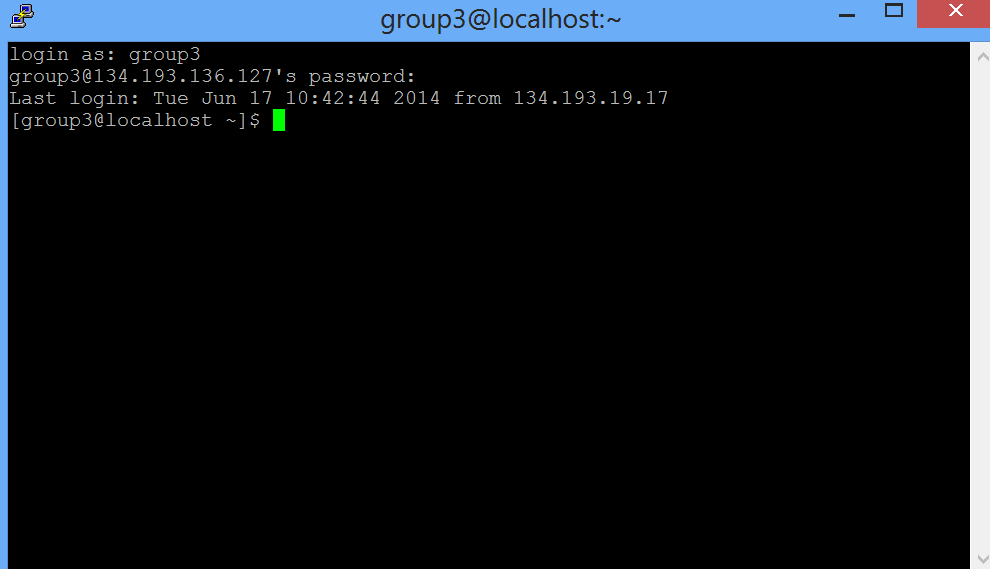 group3@localhost:~
login as: group3
group3@134.193.136.127's password:
Last login: Tue Jun 17 10:42:44 2014 from 134.193.19.17
[group3@localhost ~]$